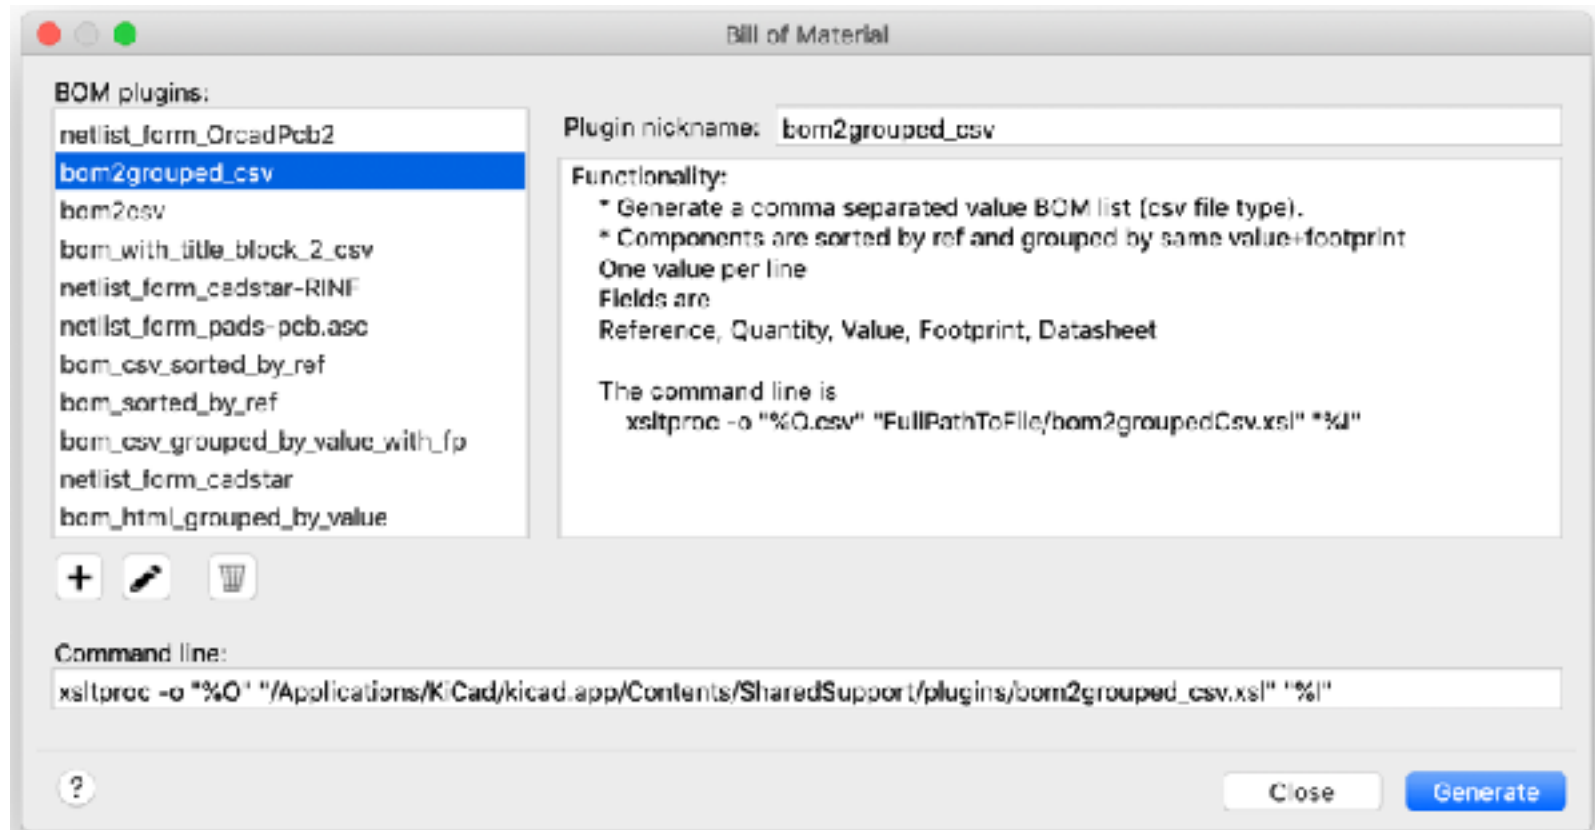 Bill of Material
BOM plugins:
netlist_form_OrcadPcb2
bom2grouped_csv
bom2csv
bom_with_title_block_2_csv
netlist_form_cadstar-RINF
netlist_form_pads-pcb.asc
bom_csv_sorted_by_ref
bom_sorted_by_ref
bom_csv_grouped_by_value_with_fp
netlist_form_cadstar
bom_html_grouped_by_value
Plugin nickname: bom2grouped_csv
Functionality:
* Generate a comma separated value BOM list (csv file type).
* Components are sorted by ref and grouped by same value+footprint
One value per line
Fields are
Reference, Quantity, Value, Footprint, Datasheet
The command line is
xsltproc -o "%O.csv" "FullPathToFile/bom2groupedCsv.xsl" "%I"
Command line:
xsltproc -o "%O" "/Applications/KiCad/kicad.app/Contents/SharedSupport/plugins/bom2grouped_csv.xsl" "%I"
?
Close
Generate